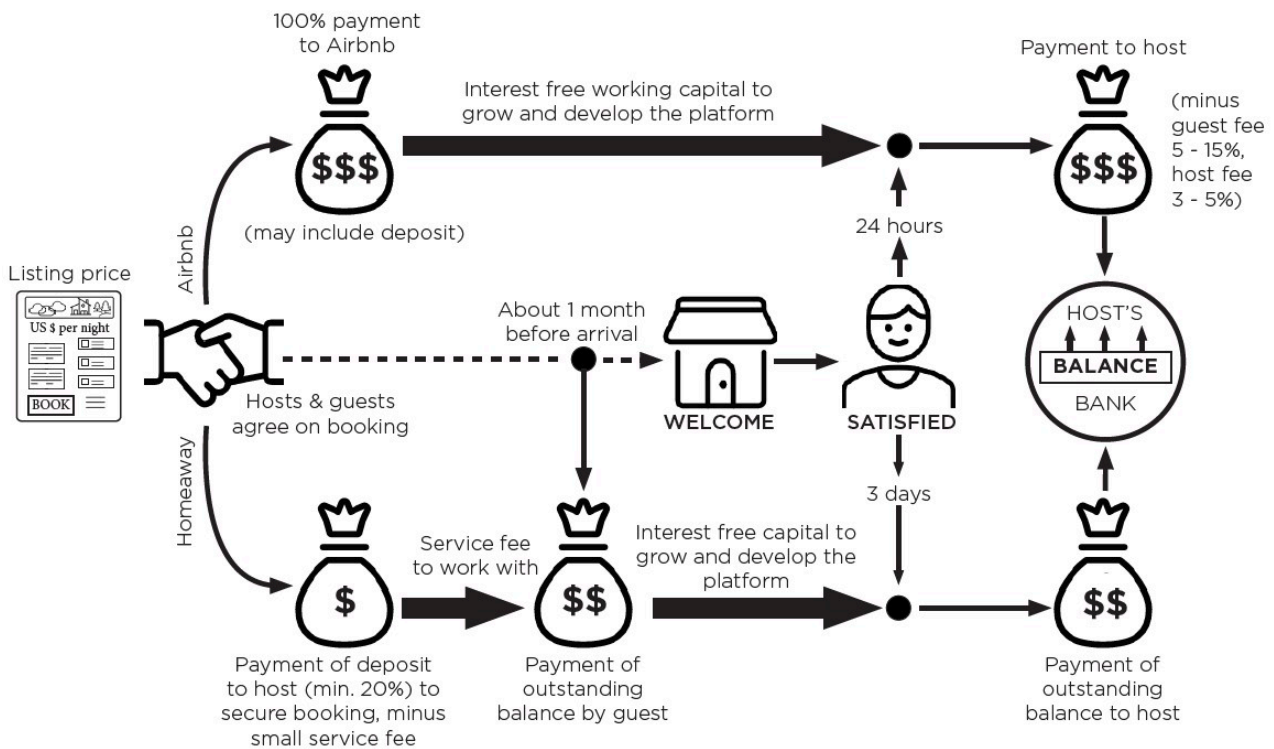 100% payment
to Airbnb
$$$
(may include deposit)
Interest free working capital to
grow and develop the platform
Payment to host
$$$
(minus
guest fee
5 - 15%,
host fee
3 - 5%)
Airbnb
24 hours
Listing price
US $ per night
BOOK
Hosts & guests
agree on booking
About 1 month
before arrival
WELCOME
SATISFIED
HOST'S
BALANCE
BANK
Homeaway
3 days
$
Service fee
to work with
$$
Interest free capital to
grow and develop the
platform
$$
Payment of deposit
to host (min. 20%) to
secure booking, minus
small service fee
Payment of
outstanding
balance by guest
Payment of
outstanding
balance to host